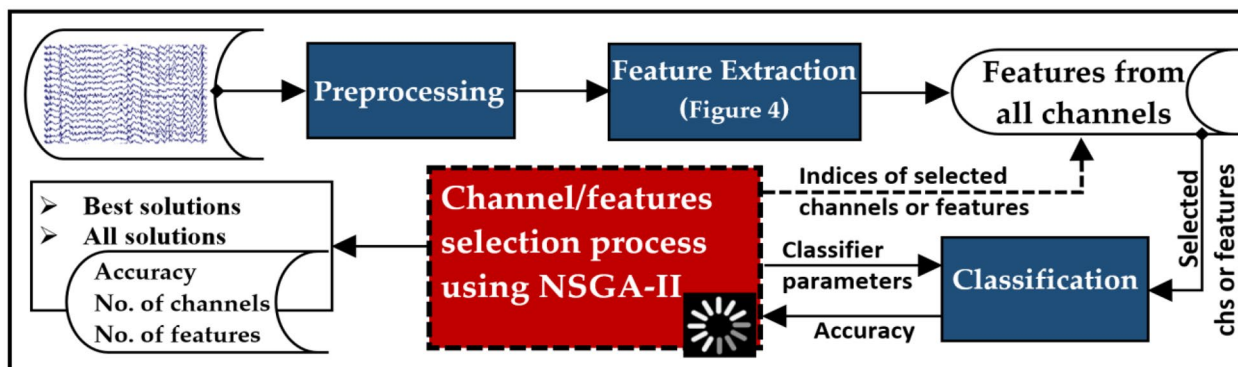 Preprocessing
Feature Extraction
(Figure 4)
Features from
all channels
Channel/features
selection process
using NSGA-II
Indices of selected
channels or features
Classifier
parameters
Accuracy
Classification
Selected
chs or features
➢ Best solutions
➢ All solutions
Accuracy
No. of channels
No. of features